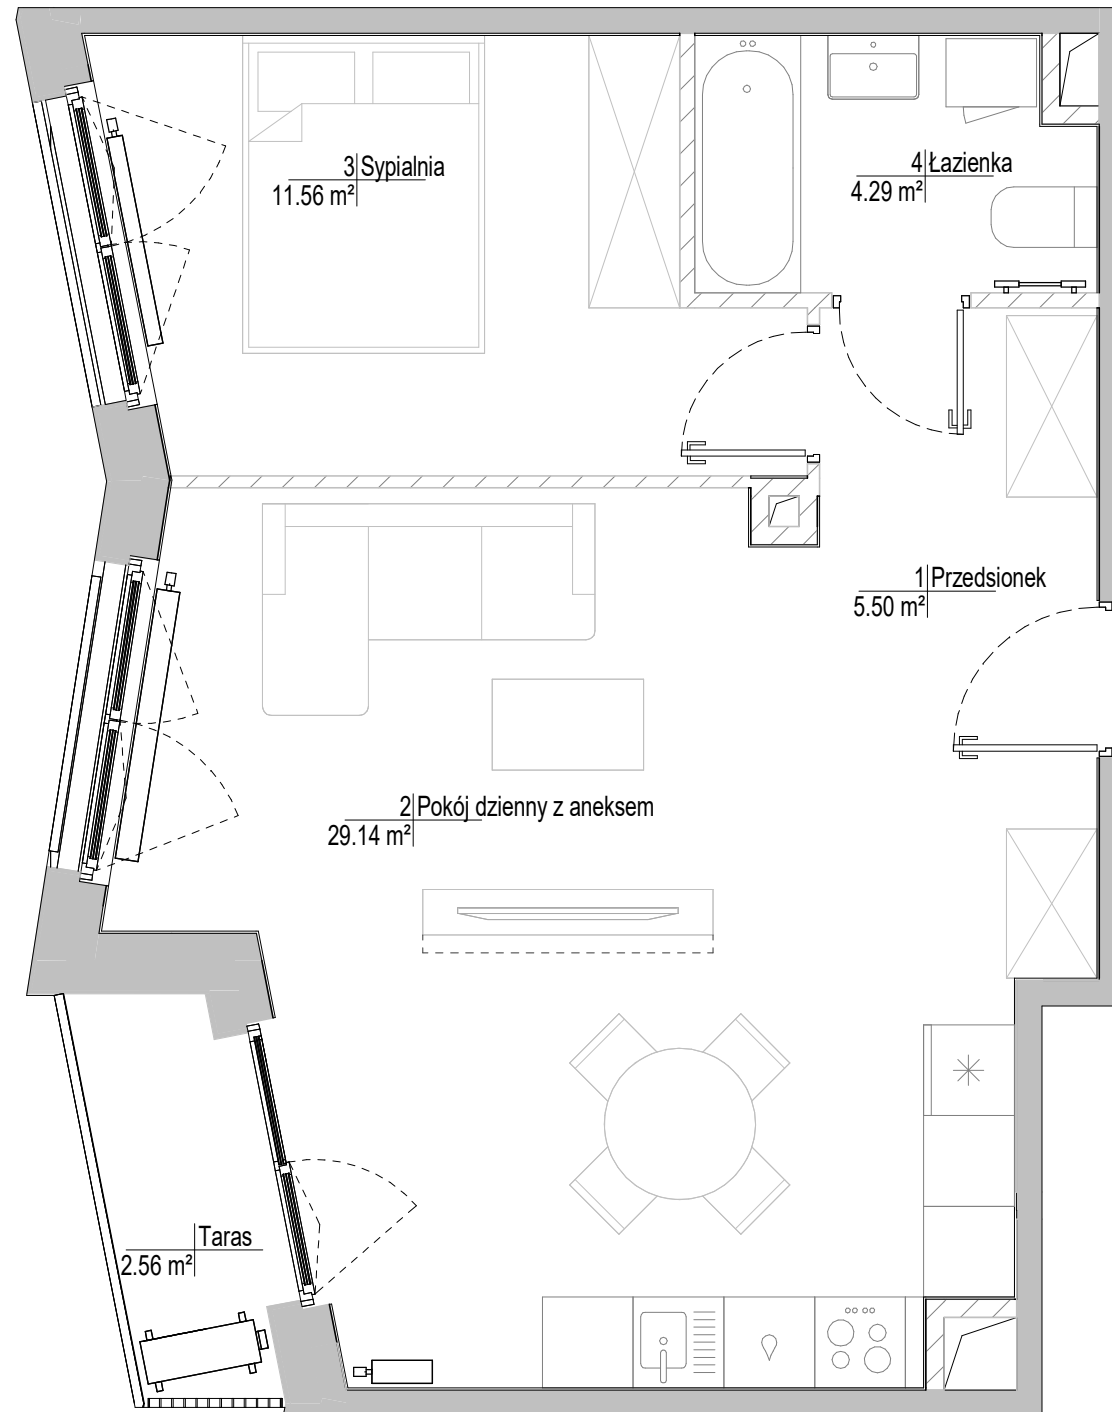 3 Sypialnia
11.56 m²
4 Łazienka
4.29 m²
1 Przedsionek
5.50 m²
2 Pokój dzienny z aneksem
29.14 m²
Taras
2.56 m²